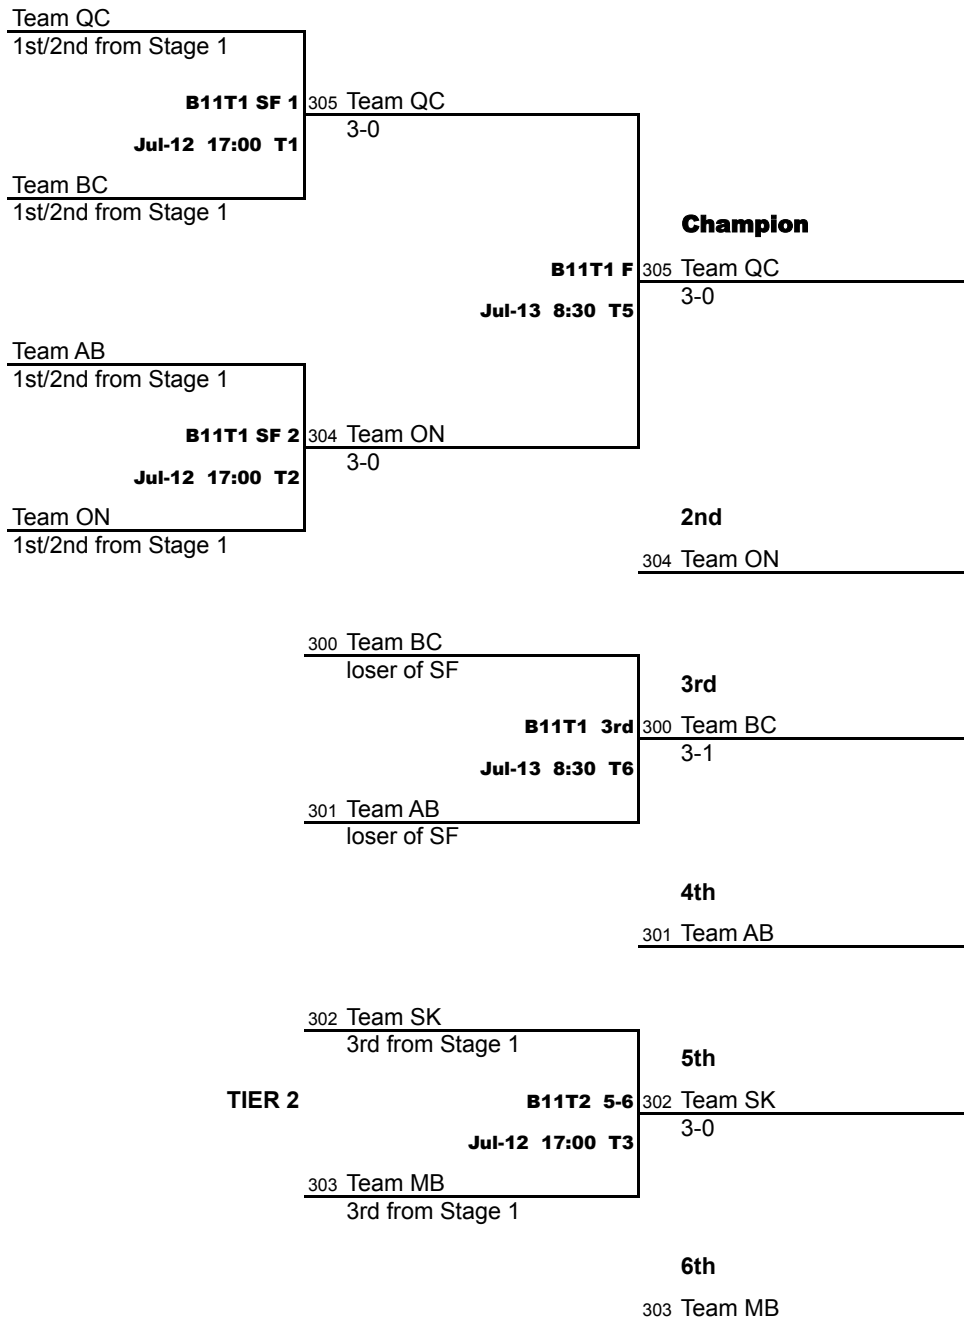 Team QC
1st/2nd from Stage 1
B11T1 SF 1 305 Team QC
3-0
Jul-12 17:00 T1
Team BC
1st/2nd from Stage 1
Champion
B11T1 F 305 Team QC
3-0
Jul-13 8:30 T5
Team AB
1st/2nd from Stage 1
B11T1 SF 2 304 Team ON
3-0
Jul-12 17:00 T2
Team ON
1st/2nd from Stage 1
2nd
304 Team ON
300 Team BC
loser of SF
3rd
B11T1 3rd 300 Team BC
3-1
Jul-13 8:30 T6
301 Team AB
loser of SF
4th
301 Team AB
302 Team SK
3rd from Stage 1
5th
TIER 2 B11T2 5-6 302 Team SK
3-0
Jul-12 17:00 T3
303 Team MB
3rd from Stage 1
6th
303 Team MB